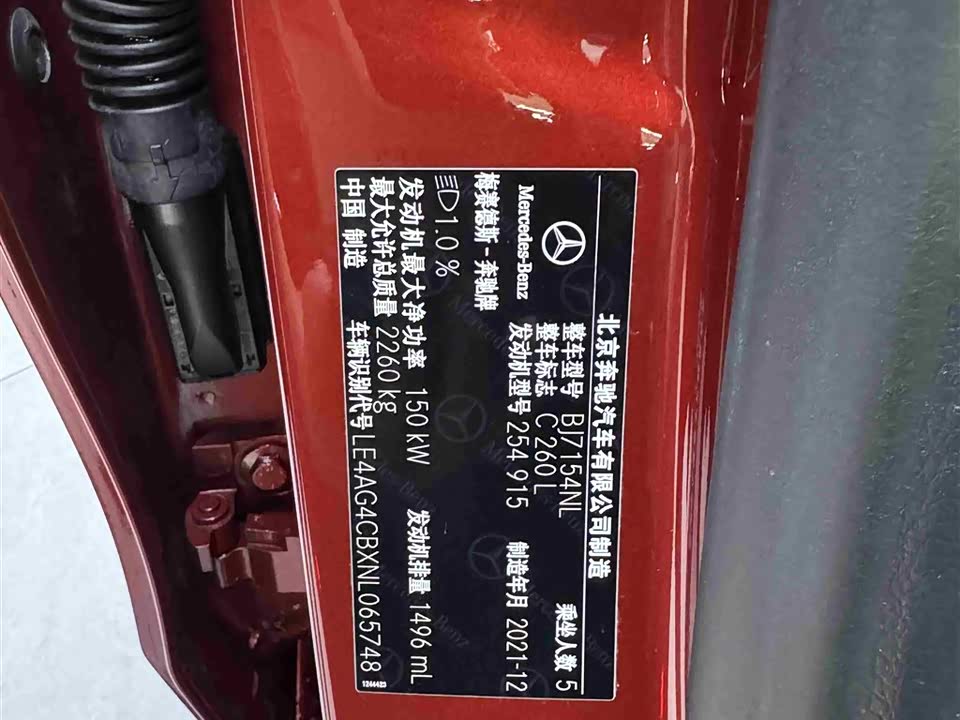 北京奔驰汽车有限公司制造
Mercedes-Benz
梅赛德斯-奔驰牌
整车型号 BJ7154NL
乘坐人数 5
整车标志 C 260 L
发动机型号 254 915
制造年月 2021-12
1.0 %
发动机最大净功率 150 kW
发动机排量 1496 mL
最大允许总质量 2260 kg
中国 制造
车辆识别代号 LE4AG4CBXNL065748
1244423